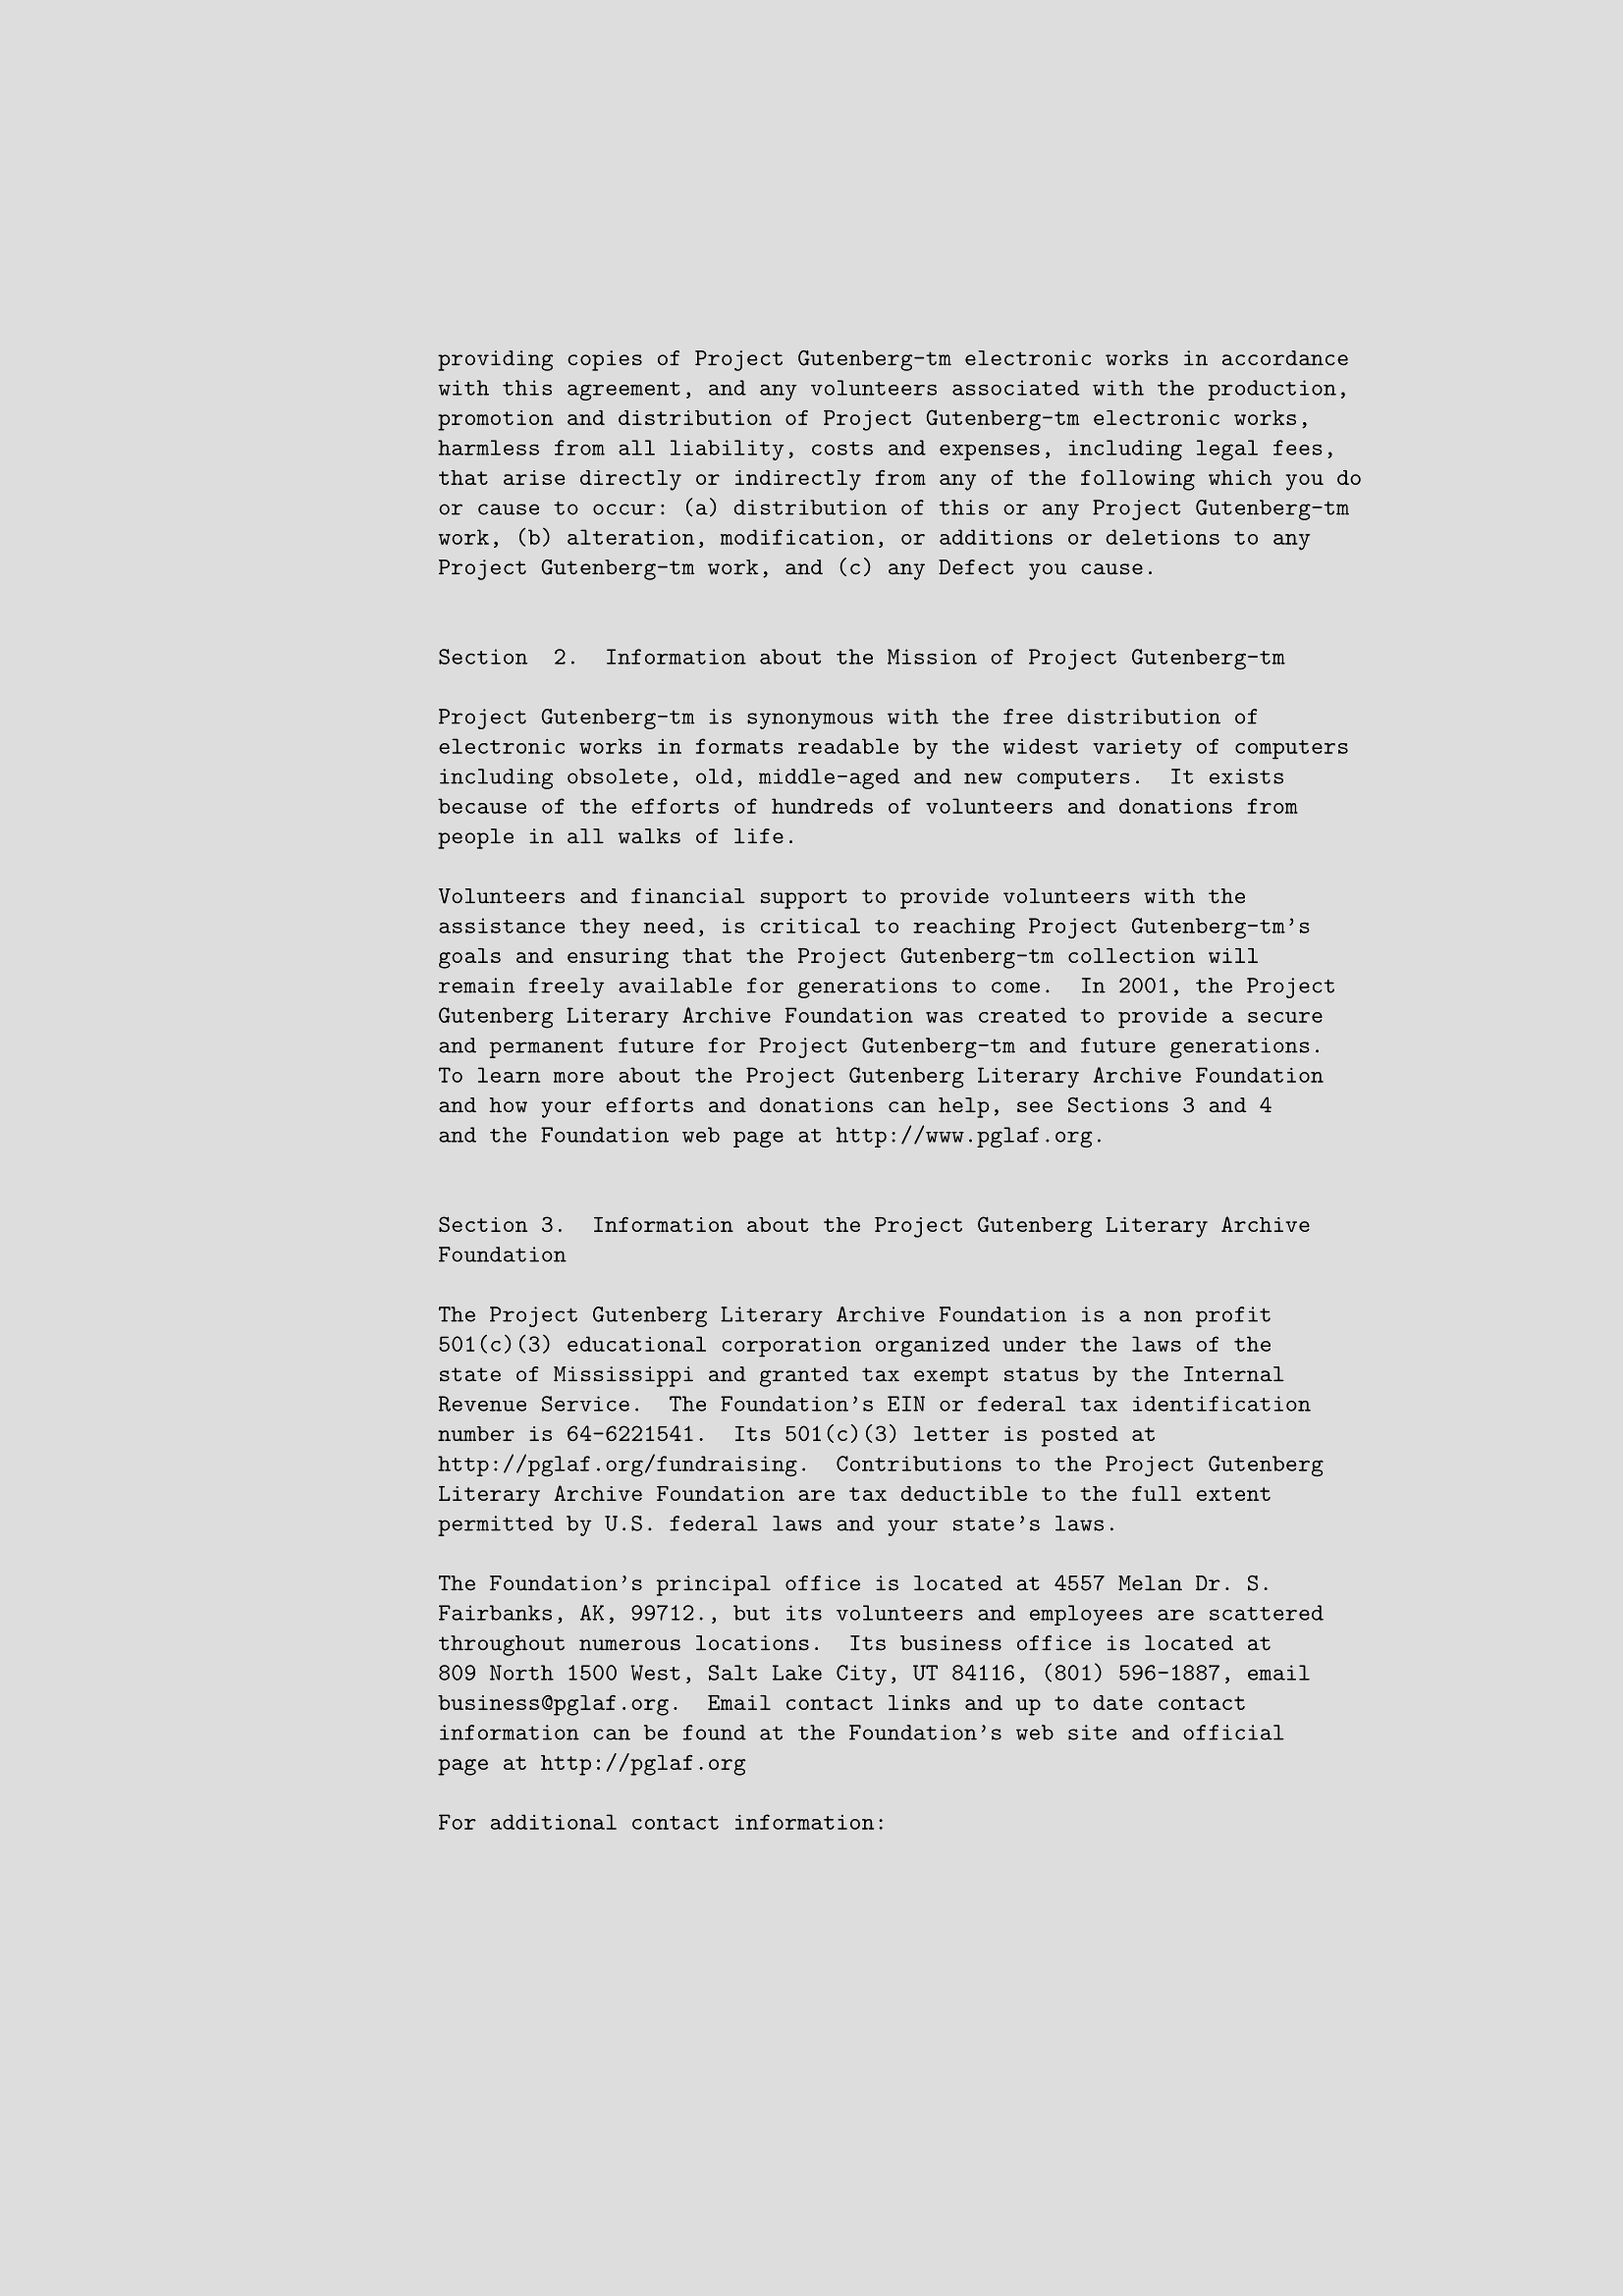 providing copies of Project Gutenberg-tm electronic works in accordance
with this agreement, and any volunteers associated with the production,
promotion and distribution of Project Gutenberg-tm electronic works,
harmless from all liability, costs and expenses, including legal fees,
that arise directly or indirectly from any of the following which you do
or cause to occur: (a) distribution of this or any Project Gutenberg-tm
work, (b) alteration, modification, or additions or deletions to any
Project Gutenberg-tm work, and (c) any Defect you cause.

Section  2.  Information about the Mission of Project Gutenberg-tm

Project Gutenberg-tm is synonymous with the free distribution of
electronic works in formats readable by the widest variety of computers
including obsolete, old, middle-aged and new computers.  It exists
because of the efforts of hundreds of volunteers and donations from
people in all walks of life.

Volunteers and financial support to provide volunteers with the
assistance they need, is critical to reaching Project Gutenberg-tm's
goals and ensuring that the Project Gutenberg-tm collection will
remain freely available for generations to come.  In 2001, the Project
Gutenberg Literary Archive Foundation was created to provide a secure
and permanent future for Project Gutenberg-tm and future generations.
To learn more about the Project Gutenberg Literary Archive Foundation
and how your efforts and donations can help, see Sections 3 and 4
and the Foundation web page at http://www.pglaf.org.

Section 3.  Information about the Project Gutenberg Literary Archive
Foundation

The Project Gutenberg Literary Archive Foundation is a non profit
501(c)(3) educational corporation organized under the laws of the
state of Mississippi and granted tax exempt status by the Internal
Revenue Service.  The Foundation's EIN or federal tax identification
number is 64-6221541.  Its 501(c)(3) letter is posted at
http://pglaf.org/fundraising.  Contributions to the Project Gutenberg
Literary Archive Foundation are tax deductible to the full extent
permitted by U.S. federal laws and your state's laws.

The Foundation's principal office is located at 4557 Melan Dr. S.
Fairbanks, AK, 99712., but its volunteers and employees are scattered
throughout numerous locations.  Its business office is located at
809 North 1500 West, Salt Lake City, UT 84116, (801) 596-1887, email
business@pglaf.org.  Email contact links and up to date contact
information can be found at the Foundation's web site and official
page at http://pglaf.org

For additional contact information: